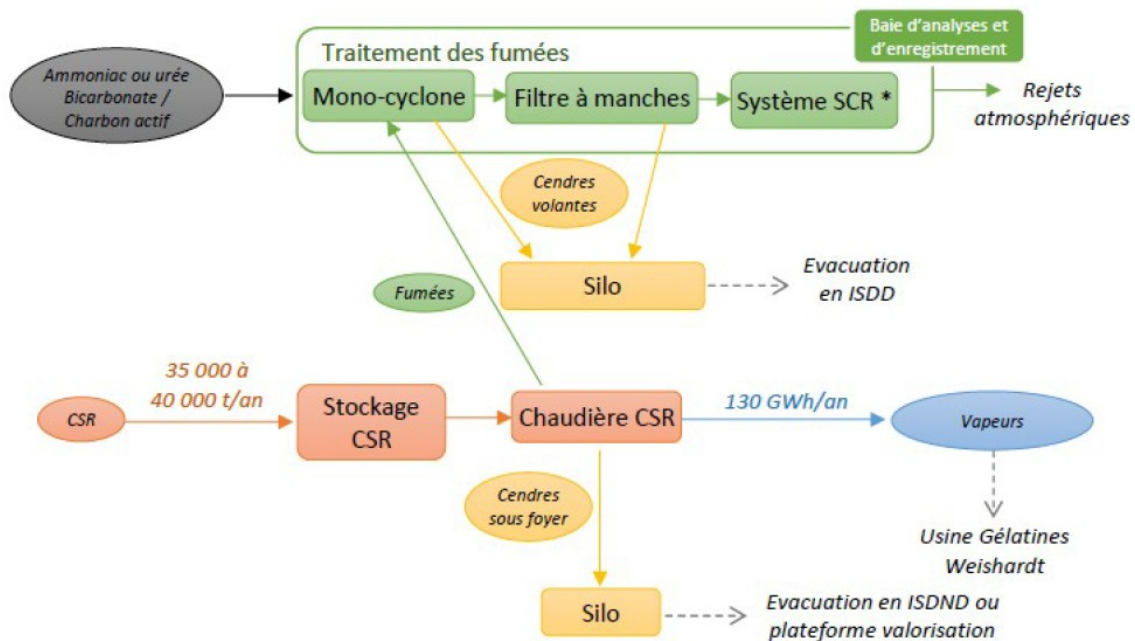 Baie d'analyses et
d'enregistrement
Traitement des fumées
Ammoniac ou urée
Bicarbonate /
Charbon actif
Mono-cyclone
Filtre à manches
Système SCR *
Rejets
atmosphériques
Cendres
volantes
Silo
Evacuation
en ISDD
Fumées
35 000 à
40 000 t/an
CSR
Stockage
CSR
Chaudière CSR
130 GWh/an
Vapeurs
Cendres
sous foyer
Usine Gélatines
Weishardt
Silo
Evacuation en ISDND ou
plateforme valorisation